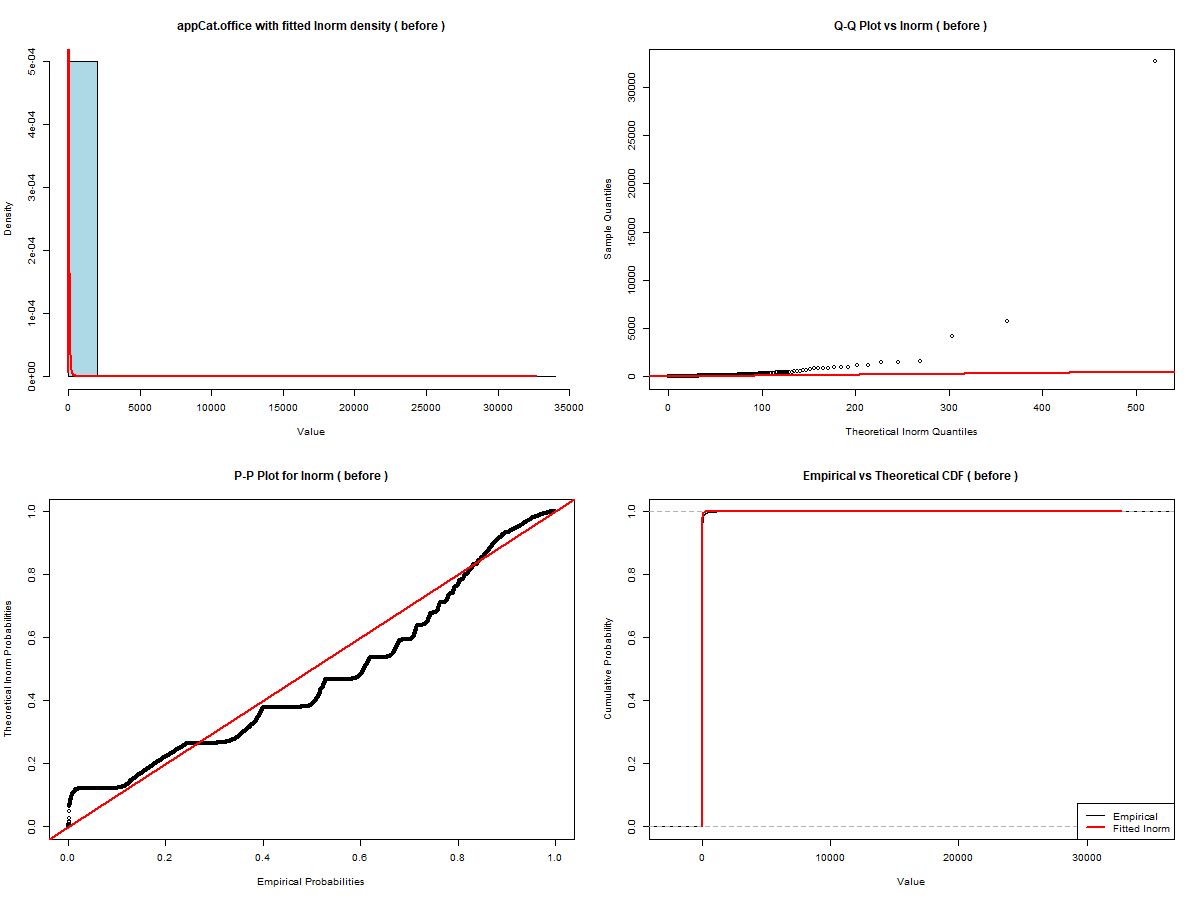 appCat.office with fitted lnorm density ( before )
Density
0e+00 1e-04 2e-04 3e-04 4e-04 5e-04
0 5000 10000 15000 20000 25000 30000 35000
Value
Q-Q Plot vs lnorm ( before )
Sample Quantiles
0 5000 10000 15000 20000 25000 30000
0 100 200 300 400 500
Theoretical lnorm Quantiles
P-P Plot for lnorm ( before )
Theoretical lnorm Probabilities
0.0 0.2 0.4 0.6 0.8 1.0
0.0 0.2 0.4 0.6 0.8 1.0
Empirical Probabilities
Empirical vs Theoretical CDF ( before )
Cumulative Probability
0.0 0.2 0.4 0.6 0.8 1.0
Empirical
Fitted lnorm
0 10000 20000 30000
Value